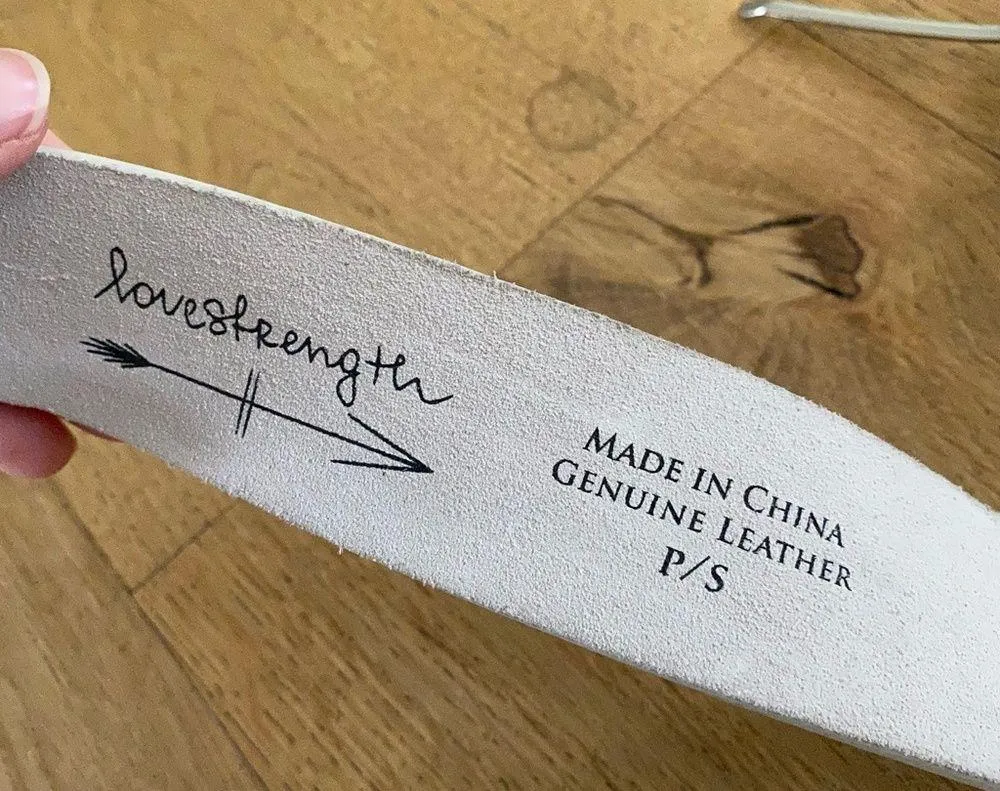 lovestrength
MADE IN CHINA
GENUINE LEATHER
P/S